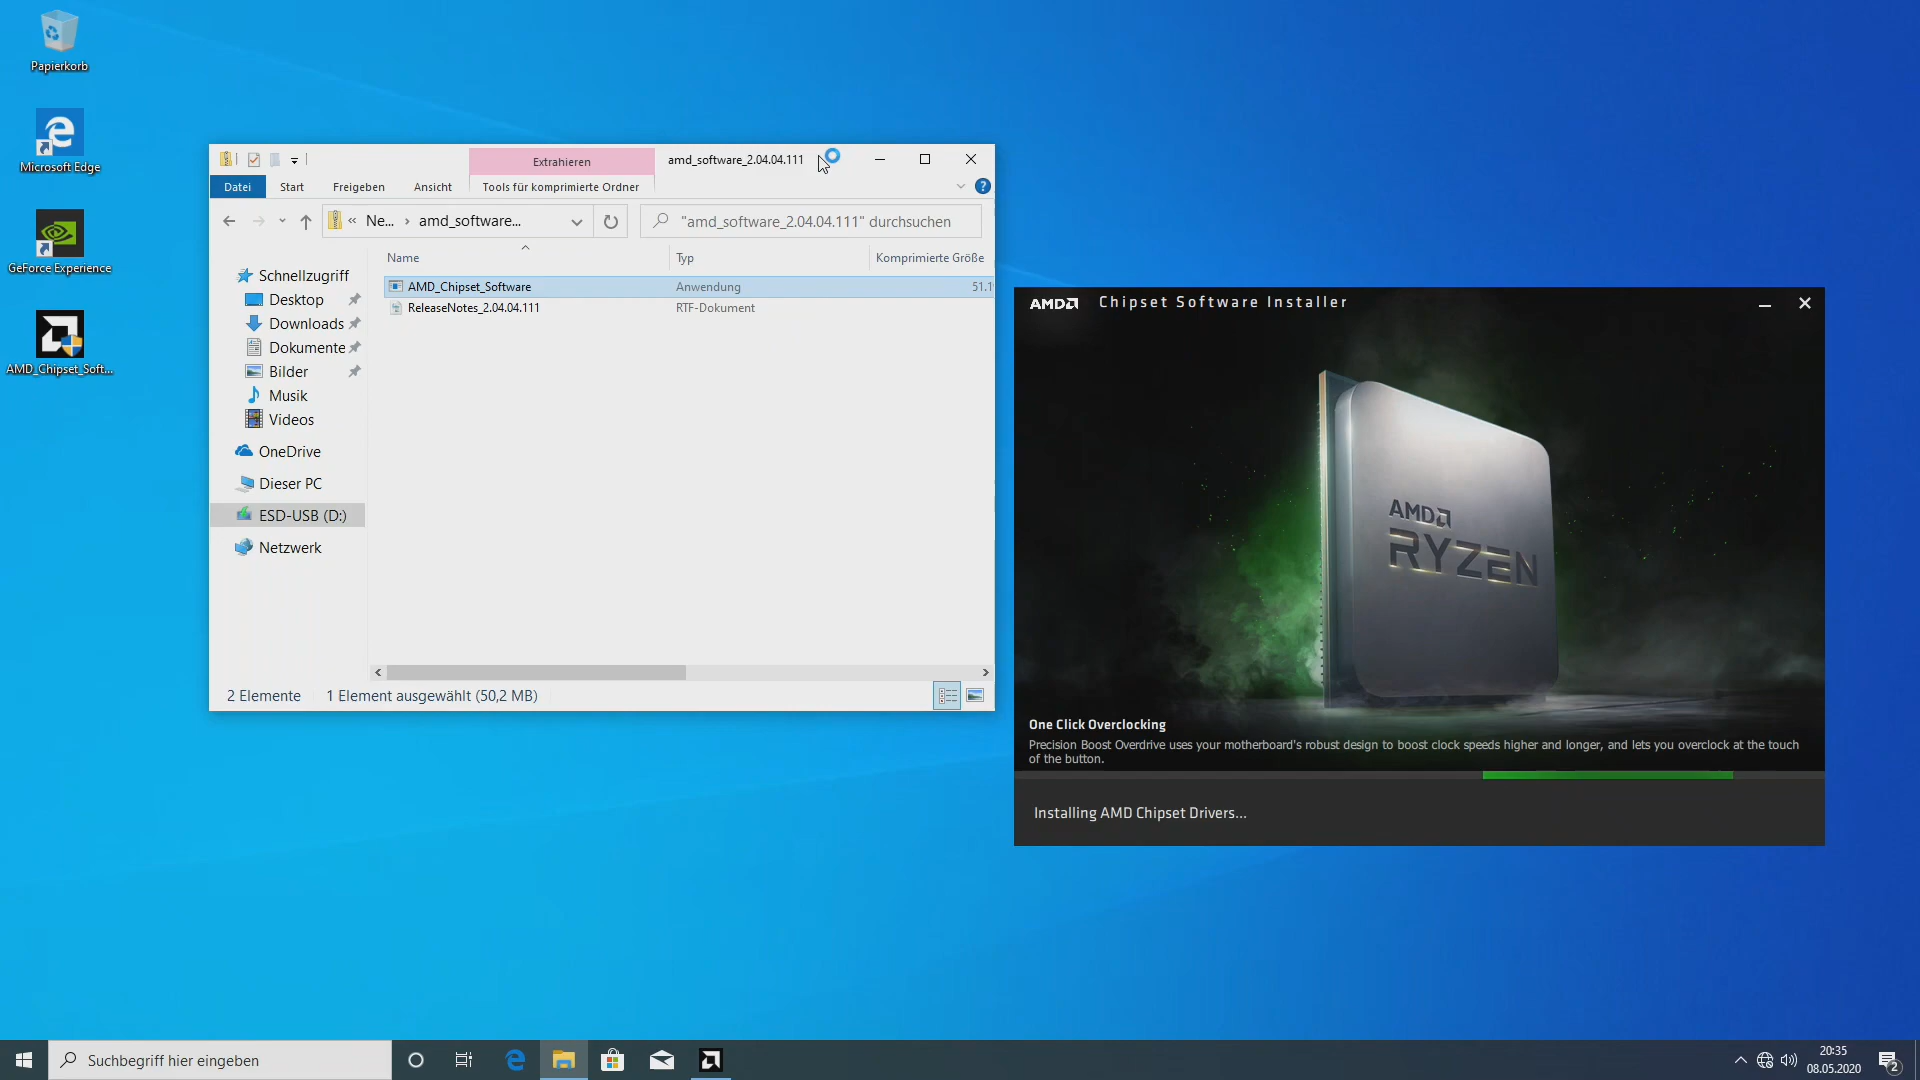 Papierkorb
Microsoft Edge
GeForce Experience
AMD_Chipset_Soft...
Extrahieren
amd_software_2.04.04.111
Datei
Start
Freigeben
Ansicht
Tools für komprimierte Ordner
« Ne... › amd_software...
"amd_software_2.04.04.111" durchsuchen
Name
Typ
Komprimierte Größe
AMD_Chipset_Software
Anwendung
51.1
ReleaseNotes_2.04.04.111
RTF-Dokument
Schnellzugriff
Desktop
Downloads
Dokumente
Bilder
Musik
Videos
OneDrive
Dieser PC
ESD-USB (D:)
Netzwerk
2 Elemente
1 Element ausgewählt (50,2 MB)
AMD Chipset Software Installer
AMD
RYZEN
One Click Overclocking
Precision Boost Overdrive uses your motherboard's robust design to boost clock speeds higher and longer, and lets you overclock at the touch
of the button.
Installing AMD Chipset Drivers...
Suchbegriff hier eingeben
20:35
08.05.2020
2